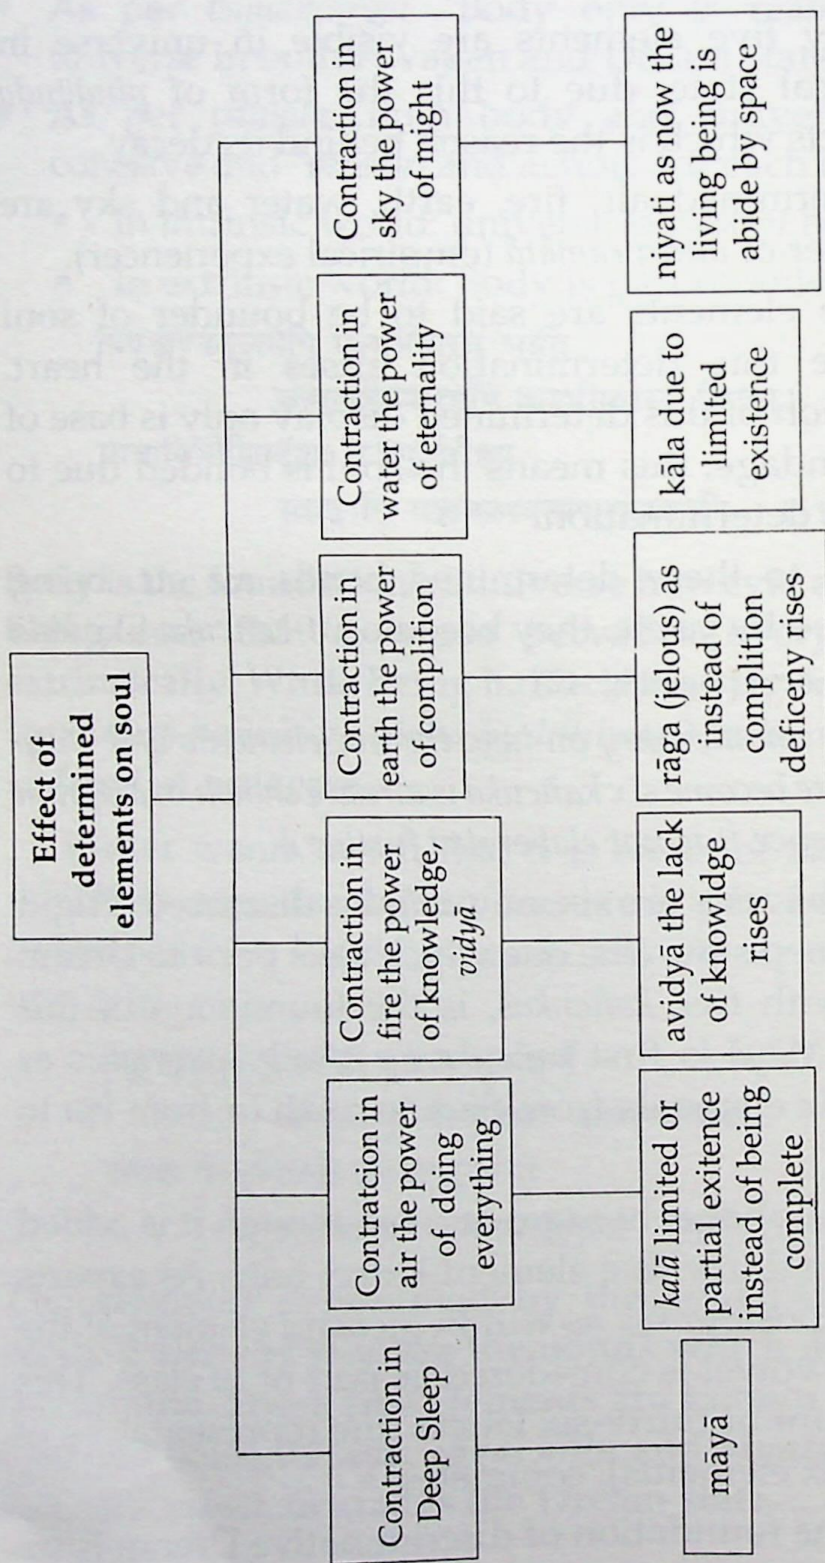 Effect of
determined
elements on soul
Contraction in
Deep Sleep
Contratcion in
air the power
of doing
everything
Contraction in
fire the power
of knowledge,
vidyā
Contraction in
earth the power
of complition
Contraction in
water the power
of eternality
Contraction in
sky the power
of might
māyā
kalā limited or
partial exitence
instead of being
complete
avidyā the lack
of knowldge
rises
rāga (jelous) as
instead of
complition
deficeny rises
kāla due to
limited
existence
niyati as now the
living being is
abide by space